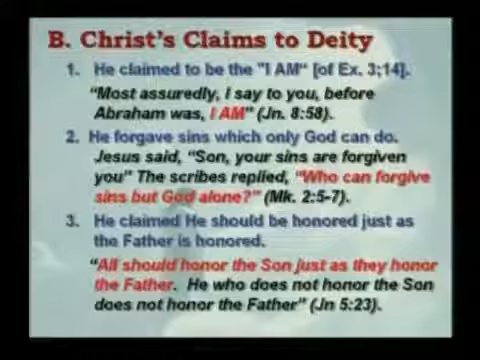 B. Christ's Claims to Deity
1. He claimed to be the "I AM" [of Ex. 3;14].
"Most assuredly, I say to you, before
Abraham was, I AM" (Jn. 8:58).
2. He forgave sins which only God can do.
Jesus said, "Son, your sins are forgiven
you" The scribes replied, "Who can forgive
sins but God alone?" (Mk. 2:5-7).
3. He claimed He should be honored just as
the Father is honored.
"All should honor the Son just as they honor
the Father. He who does not honor the Son
does not honor the Father" (Jn 5:23).